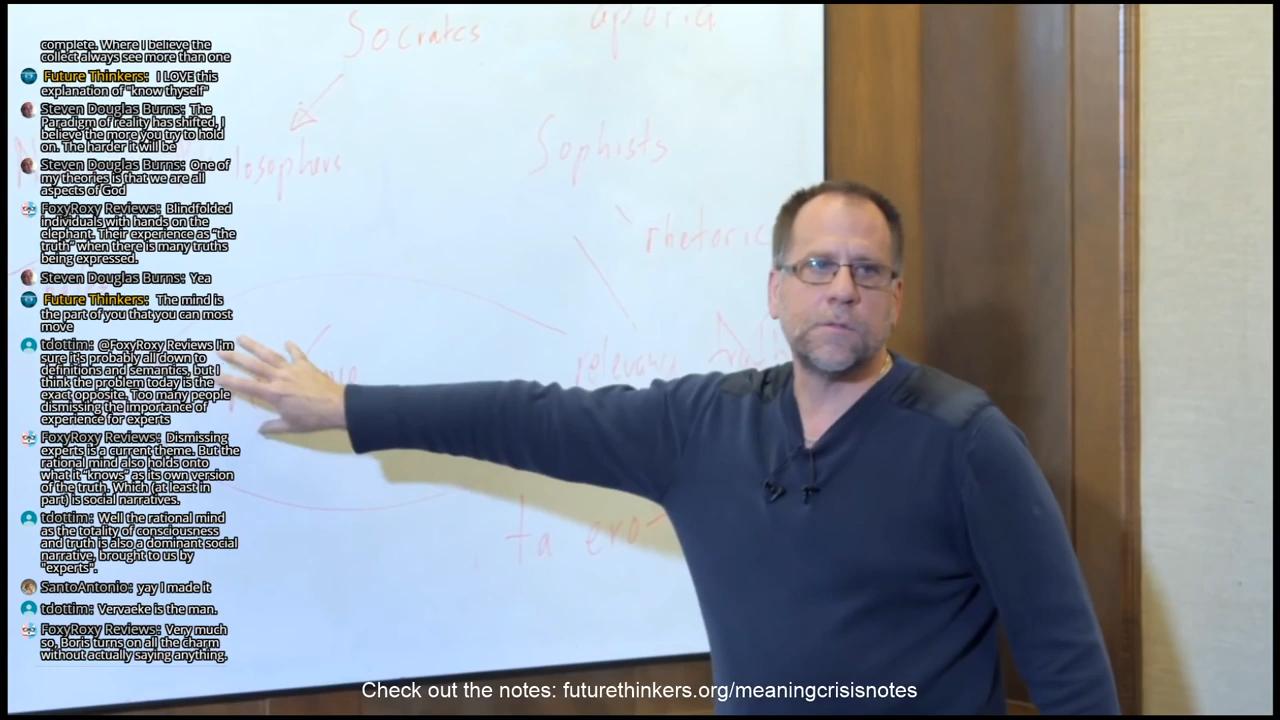 complete. Where I believe the
collect always see more than one
Future Thinkers: I LOVE this
explanation of "know thyself"
Steven Douglas Burns: The
Paradigm of reality has shifted, I
believe the more you try to hold
on. The harder it will be
Steven Douglas Burns: One of
my theories is that we are all
aspects of God
FoxyRoxy Reviews: Blindfolded
individuals with hands on the
elephant. Their experience as "the
truth" when there is many truths
being expressed.
Steven Douglas Burns: Yea
Future Thinkers: The mind is
the part of you that you can most
move
tdottim: @FoxyRoxy Reviews I'm
sure it's probably all down to
definitions and semantics, but I
think the problem today is the
exact opposite. Too many people
dismissing the importance of
experience for experts
FoxyRoxy Reviews: Dismissing
experts is a current theme. But the
rational mind also holds onto
what it "knows" as its own version
of the truth. Which (at least in
part) is social narratives.
tdottim: Well the rational mind
as the totality of consciousness
and truth is also a dominant social
narrative, brought to us by
"experts".
SantoAntonio: yay I made it
tdottim: Vervaeke is the man.
FoxyRoxy Reviews: Very much
so, Boris turns on all the charm
without actually saying anything.
Socrates
aporia
losophers
Sophists
rhetoric
relevanc
ta ero
Check out the notes: futurethinkers.org/meaningcrisisnotes